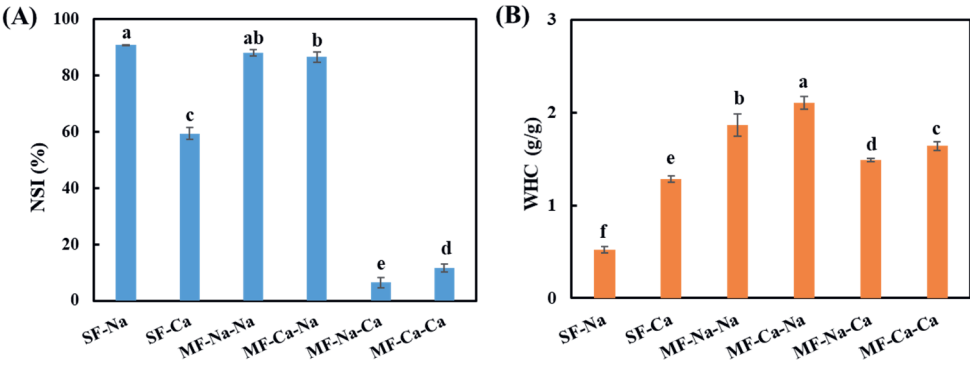 (A)
100
80
60
40
20
0
NSI (%)
a
c
ab
b
e
d
SF-Na
SF-Ca
MF-Na-Na
MF-Ca-Na
MF-Na-Ca
MF-Ca-Ca
(B)
3
2
1
0
WHC (g/g)
f
e
b
a
d
c
SF-Na
SF-Ca
MF-Na-Na
MF-Ca-Na
MF-Na-Ca
MF-Ca-Ca